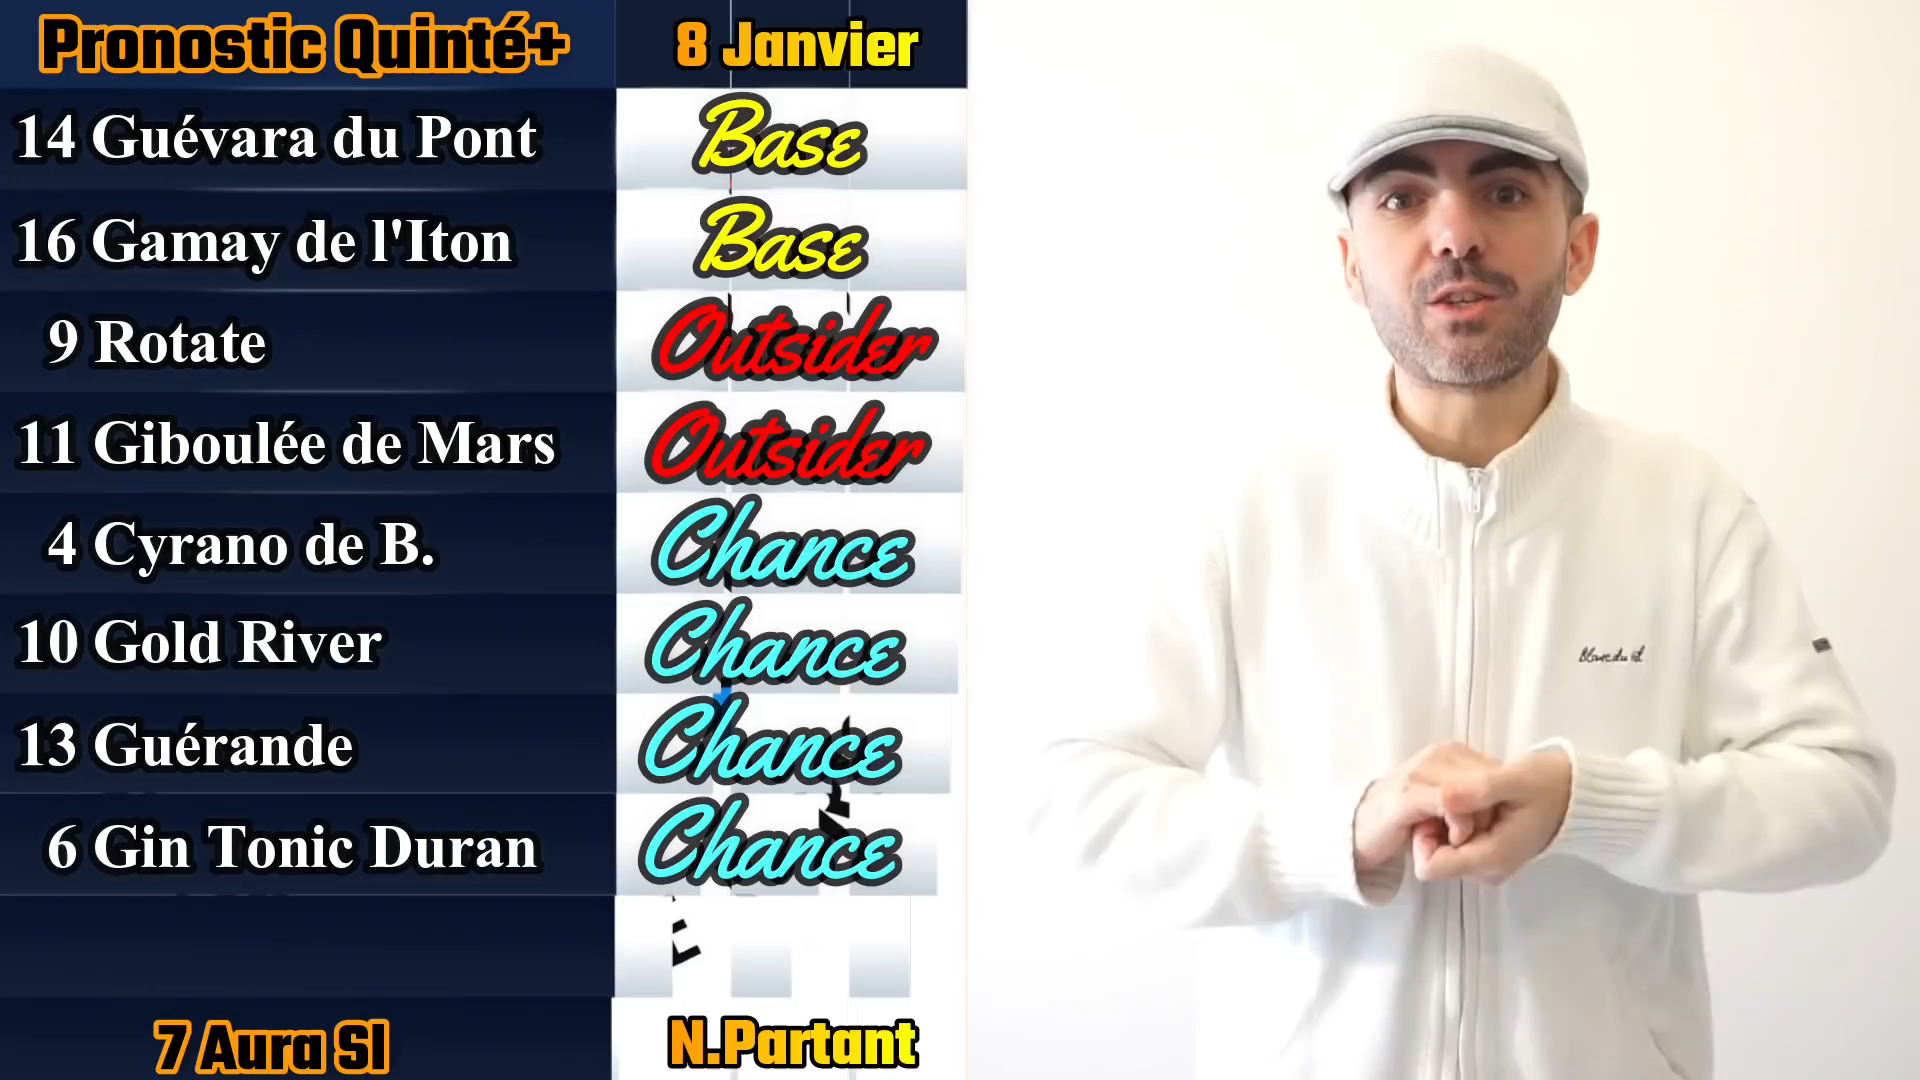 Pronostic Quinté+ 8 Janvier
14 Guévara du Pont Base
16 Gamay de l'Iton Base
9 Rotate Outsider
11 Giboulée de Mars Outsider
4 Cyrano de B. Chance
10 Gold River Chance
13 Guérande Chance
6 Gin Tonic Duran Chance
7 Aura Sl N.Partant